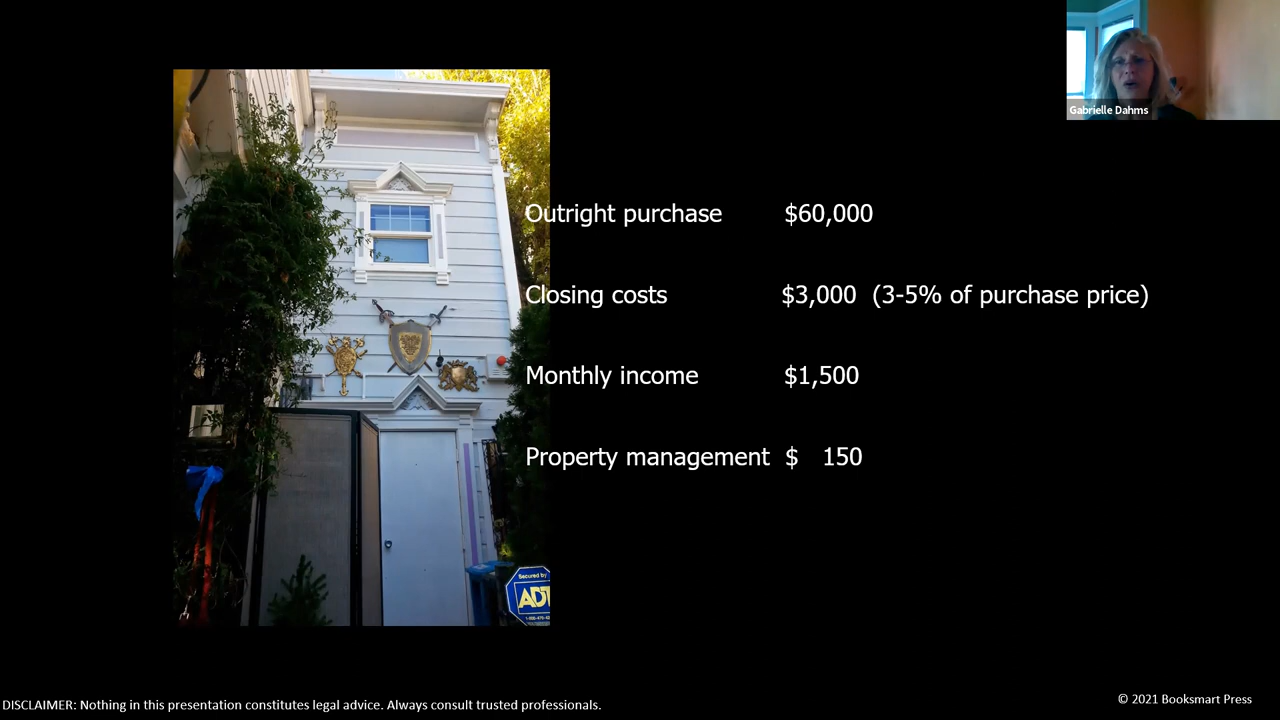 Gabrielle Dahms
Outright purchase $60,000
Closing costs $3,000 (3-5% of purchase price)
Monthly income $1,500
Property management $ 150
Secured by
ADT
DISCLAIMER: Nothing in this presentation constitutes legal advice. Always consult trusted professionals.
© 2021 Booksmart Press